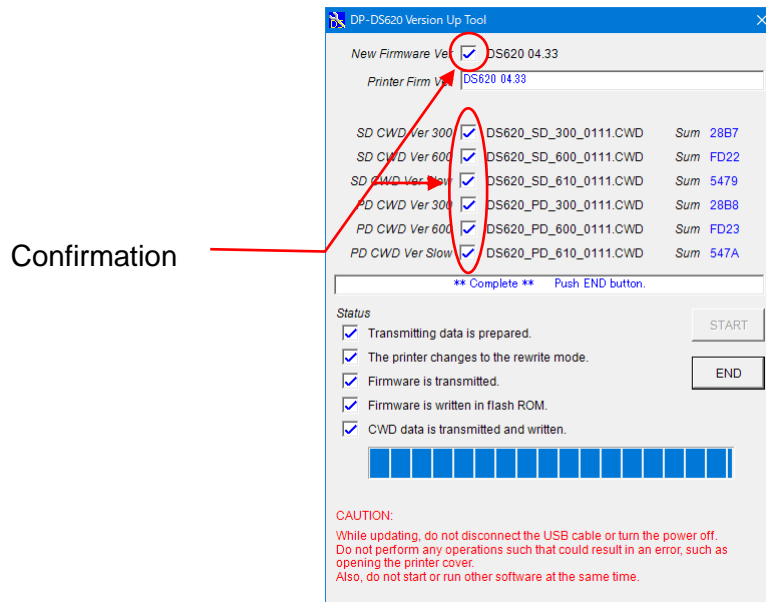 DP-DS620 Version Up Tool
New Firmware Ver DS620 04.33
Printer Firm Ver DS620 04.33
SD CWD Ver 300 DS620_SD_300_0111.CWD Sum 28B7
SD CWD Ver 600 DS620_SD_600_0111.CWD Sum FD22
SD CWD Ver Slow DS620_SD_610_0111.CWD Sum 5479
PD CWD Ver 300 DS620_PD_300_0111.CWD Sum 28B8
PD CWD Ver 600 DS620_PD_600_0111.CWD Sum FD23
Confirmation
PD CWD Ver Slow DS620_PD_610_0111.CWD Sum 547A
** Complete ** Push END button.
Status
START
Transmitting data is prepared.
The printer changes to the rewrite mode.
END
Firmware is transmitted.
Firmware is written in flash ROM.
CWD data is transmitted and written.
CAUTION:
While updating, do not disconnect the USB cable or turn the power off.
Do not perform any operations such that could result in an error, such as
opening the printer cover.
Also, do not start or run other software at the same time.